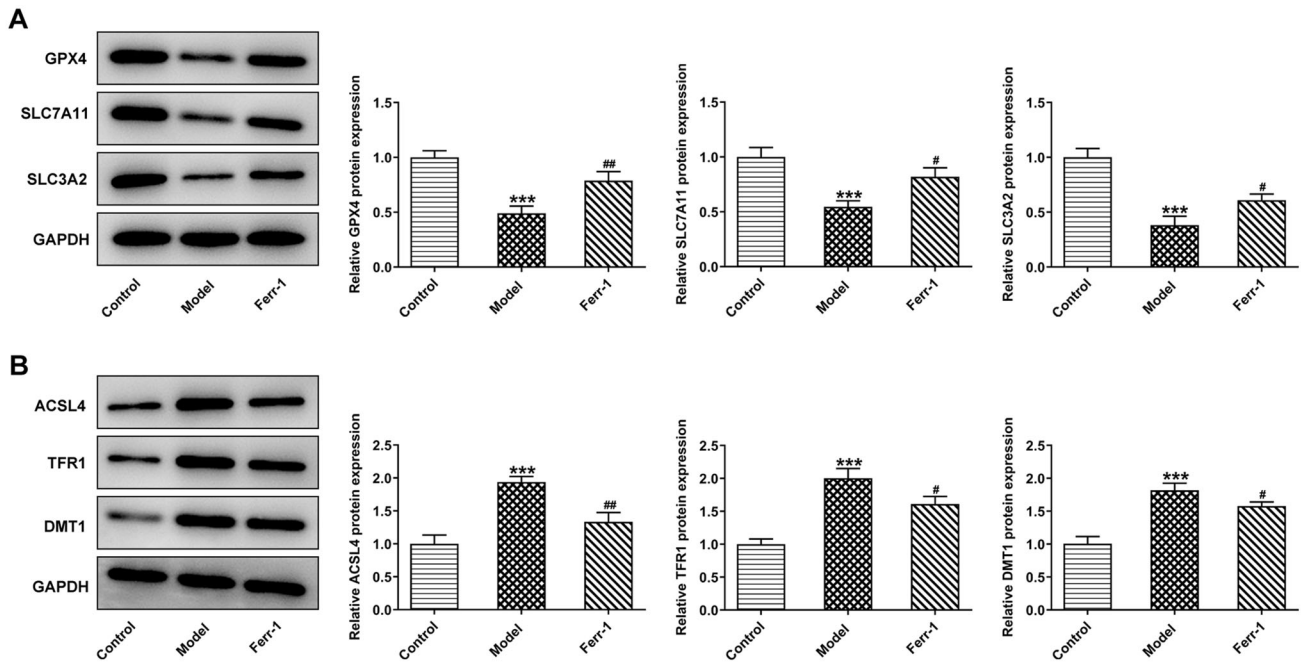 A
GPX4
SLC7A11
SLC3A2
GAPDH
Control
Model
Ferr-1
Relative GPX4 protein expression
1.5
1.0
0.5
0.0
***
##
Control
Model
Ferr-1
Relative SLC7A11 protein expression
1.5
1.0
0.5
0.0
***
#
Control
Model
Ferr-1
Relative SLC3A2 protein expression
1.5
1.0
0.5
0.0
***
#
Control
Model
Ferr-1
B
ACSL4
TFR1
DMT1
GAPDH
Control
Model
Ferr-1
Relative ACSL4 protein expression
2.5
2.0
1.5
1.0
0.5
0.0
***
##
Control
Model
Ferr-1
Relative TFR1 protein expression
2.5
2.0
1.5
1.0
0.5
0.0
***
#
Control
Model
Ferr-1
Relative DMT1 protein expression
2.5
2.0
1.5
1.0
0.5
0.0
***
#
Control
Model
Ferr-1